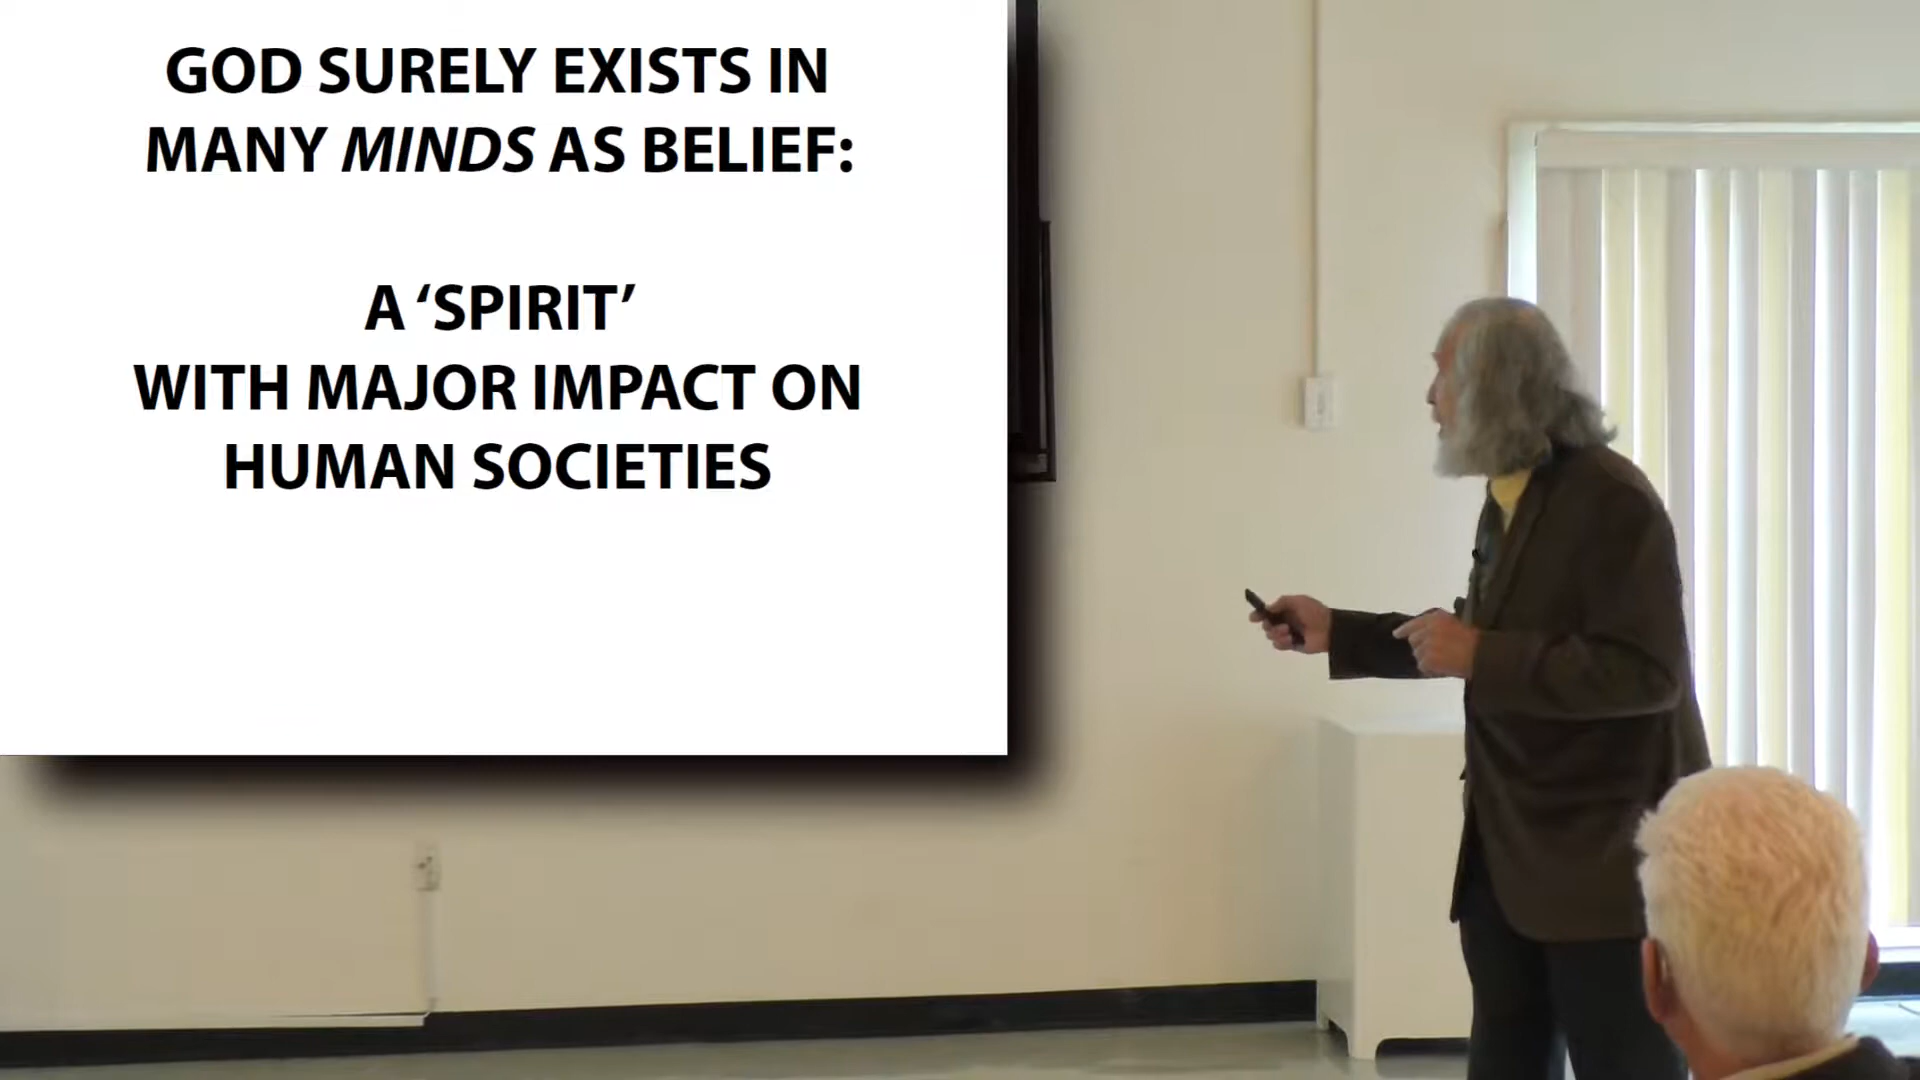 GOD SURELY EXISTS IN
MANY MINDS AS BELIEF:
A ‘SPIRIT’
WITH MAJOR IMPACT ON
HUMAN SOCIETIES